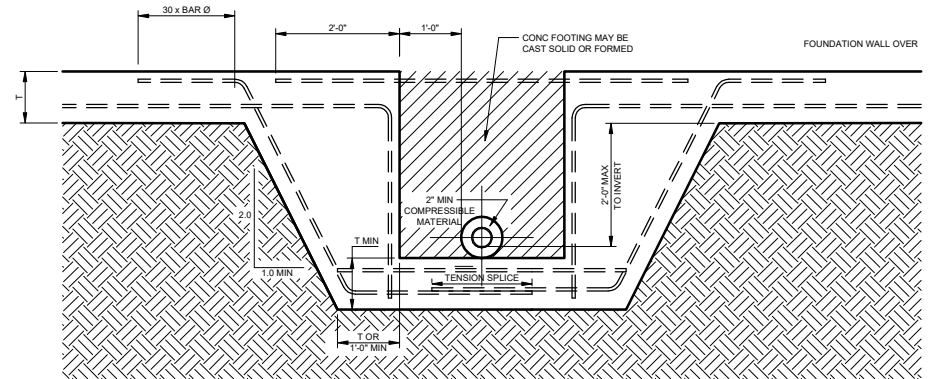 30 x BAR Ø
2'-0"
1'-0"
CONC FOOTING MAY BE
CAST SOLID OR FORMED
FOUNDATION WALL OVER
T
2'-0" MAX
TO INVERT
2" MIN
COMPRESSIBLE
MATERIAL
2.0
1.0 MIN
T MIN
TENSION SPLICE
T OR
1'-0" MIN